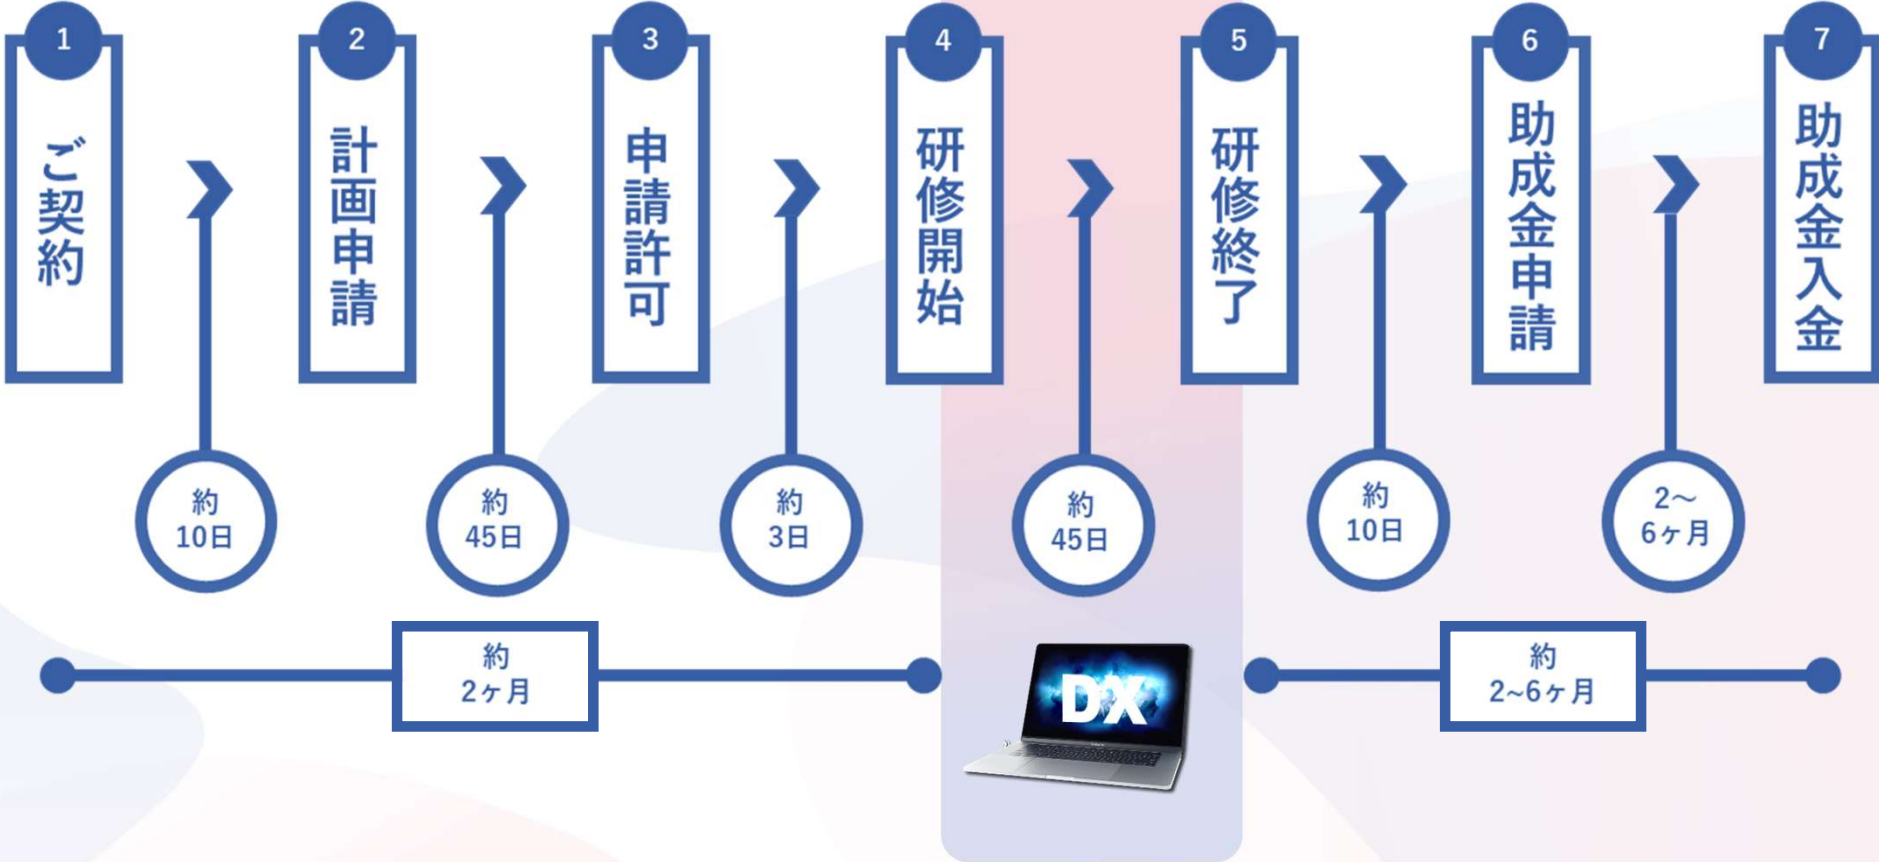 1
ご契約
2
計画申請
3
申請許可
4
研修開始
5
研修終了
6
助成金申請
7
助成金入金
約
10日
約
45日
約
3日
約
45日
約
10日
2〜
6ヶ月
約
2ヶ月
DX
約
2~6ヶ月